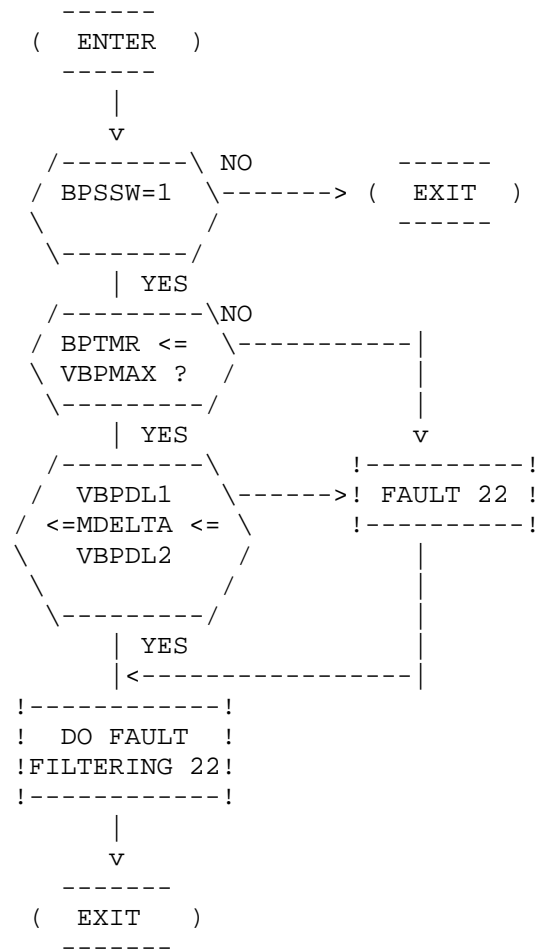 ENTER
NO
BPSSW=1
EXIT
YES
NO
BPTMR <=
VBPMAX ?
YES
VBPDL1
FAULT 22
<=MDELTA <=
VBPDL2
YES
DO FAULT
FILTERING 22
EXIT